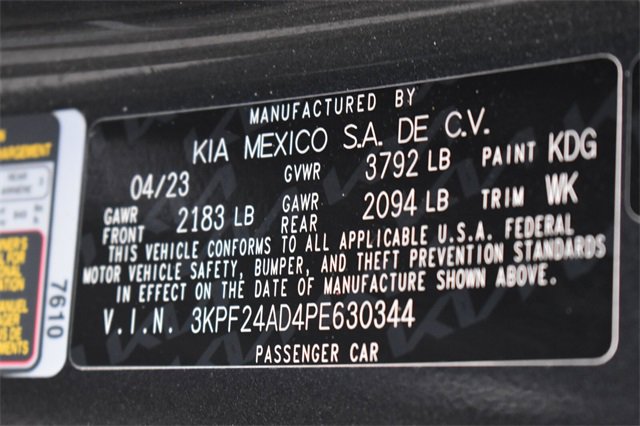 MANUFACTURED BY
KIA MEXICO S.A. DE C.V.
04/23 GVWR 3792 LB PAINT KDG
GAWR FRONT 2183 LB GAWR REAR 2094 LB TRIM WK
THIS VEHICLE CONFORMS TO ALL APPLICABLE U.S.A. FEDERAL
MOTOR VEHICLE SAFETY, BUMPER, AND THEFT PREVENTION STANDARDS
IN EFFECT ON THE DATE OF MANUFACTURE SHOWN ABOVE.
V.I.N. 3KPF24AD4PE630344
PASSENGER CAR
7610